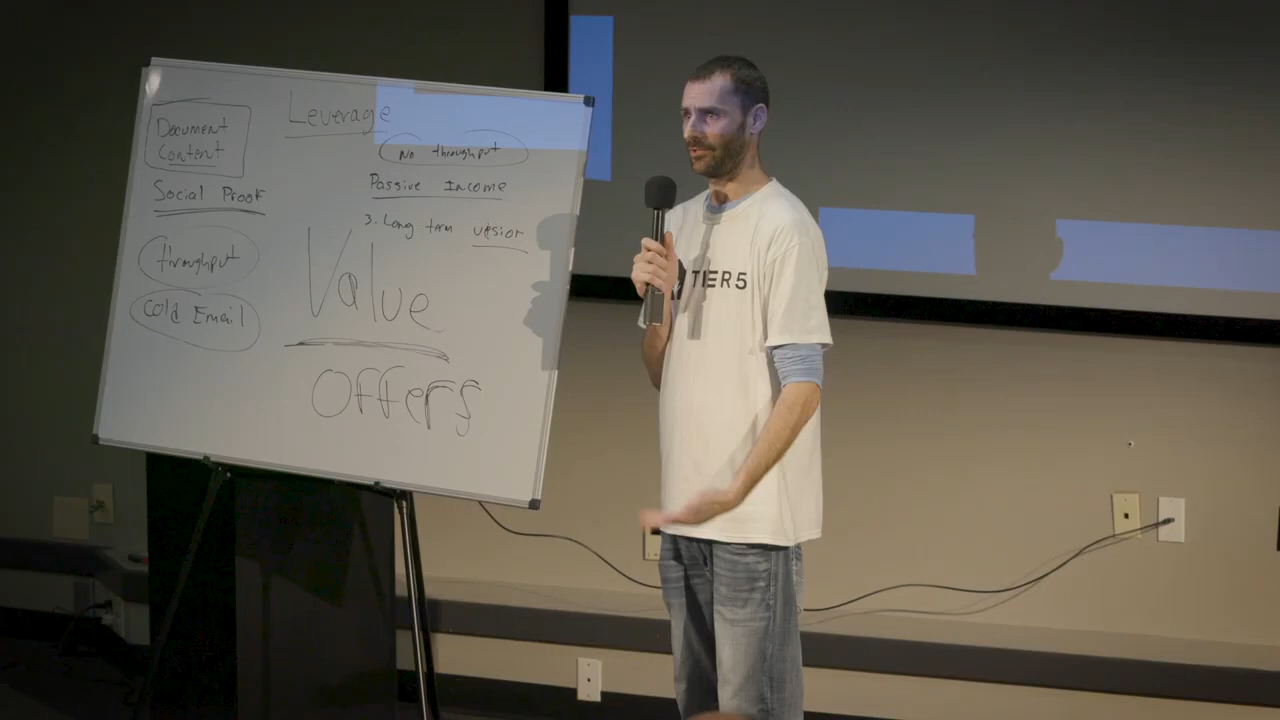 Leverage
Document
Content
Social Proof
throughput
Cold Email
No throughput
Passive Income
3. Long term vision
Value
Offers
TIER5